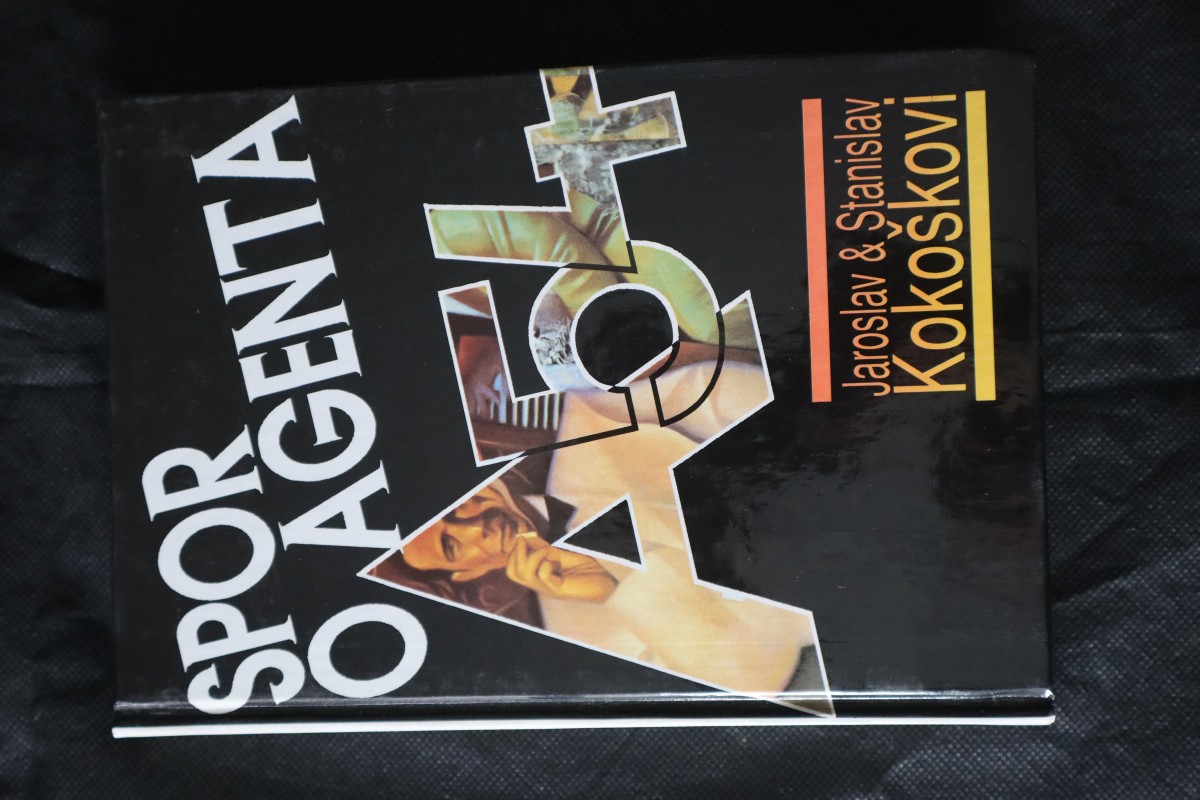 SPOR
O AGENTA
A54
Jaroslav & Stanislav
Kokoškovi